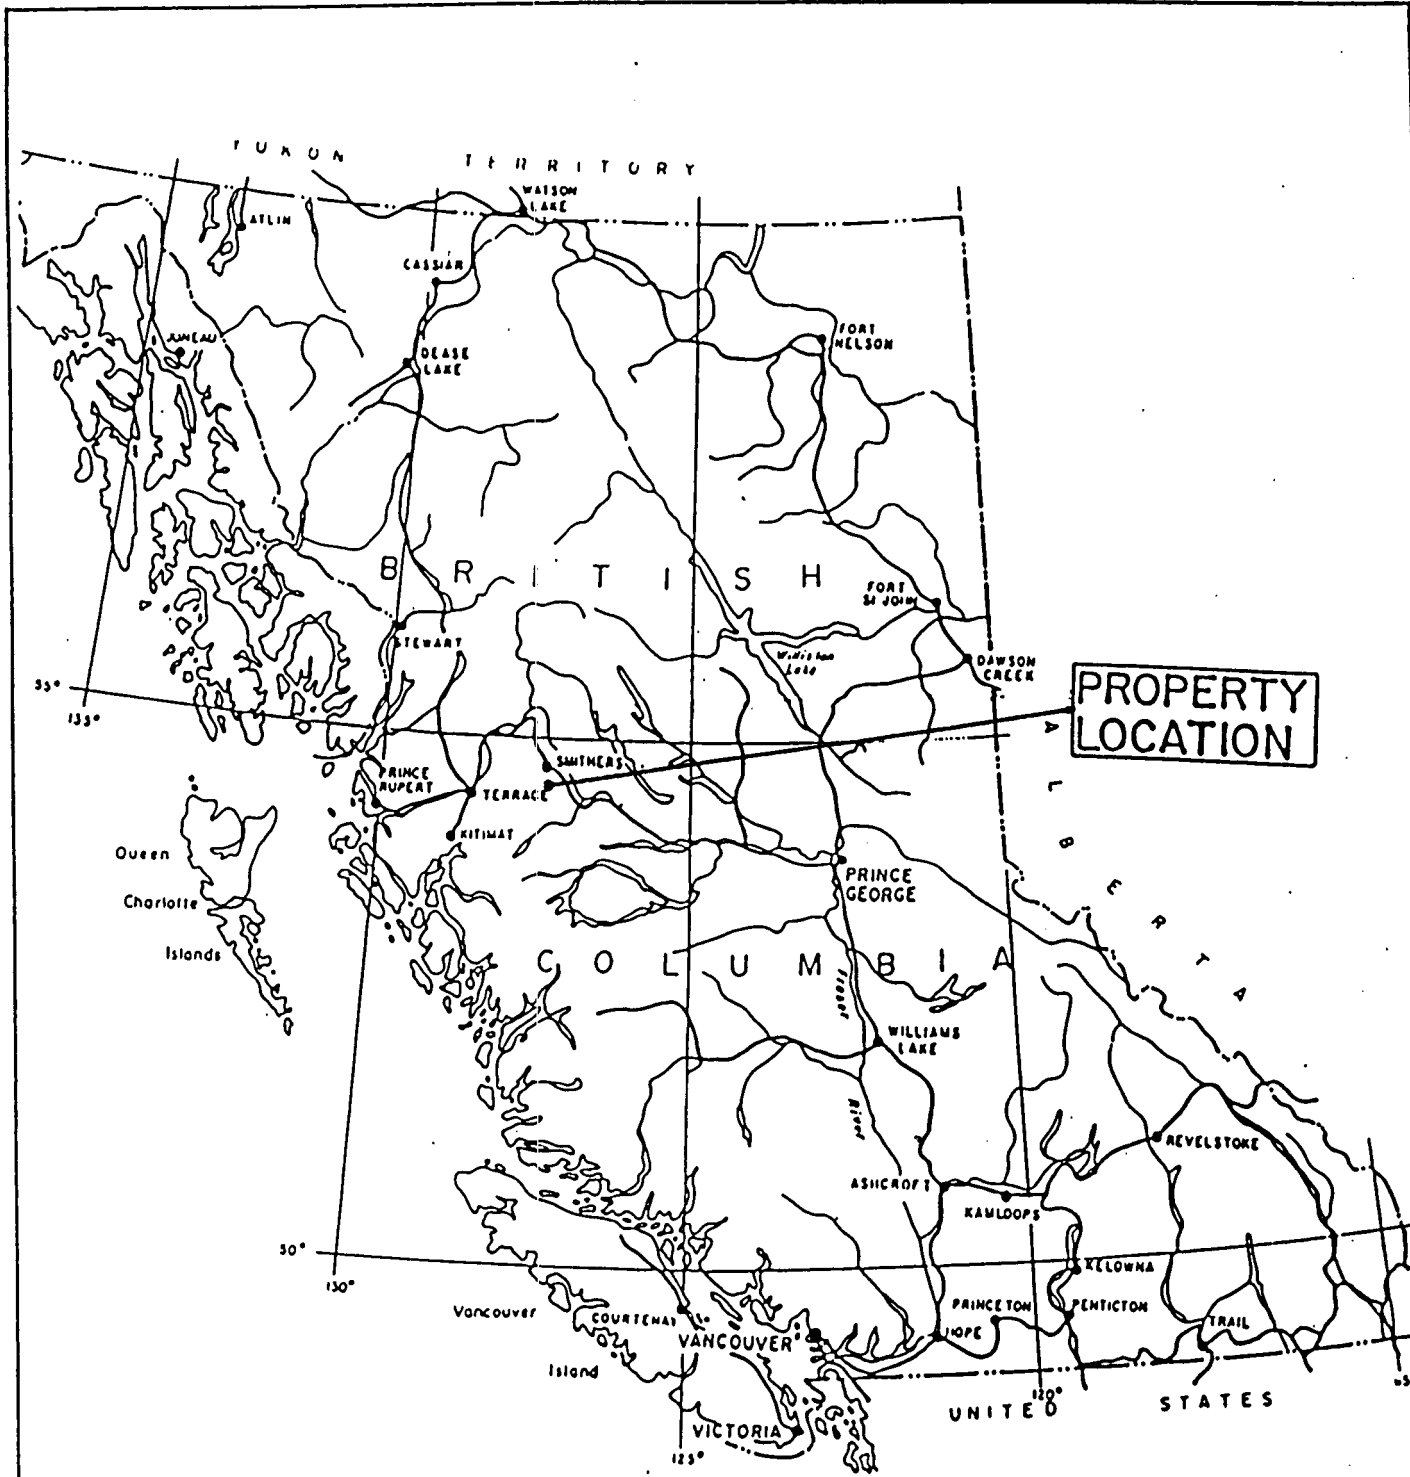 YUKON TERRITORY
WATSON
LAKE
ATLIN
CASSIAR
JUNEAU
DEASE
LAKE
FORT
NELSON
BRITISH
FORT
ST JOHN
STEWART
Williston
Lake
DAWSON
CREEK
PROPERTY
LOCATION
55°
135°
ALBERTA
SMITHERS
PRINCE
RUPERT
TERRACE
KITIMAT
Queen
Charlotte
Islands
PRINCE
GEORGE
COLUMBIA
Fraser
River
WILLIAMS
LAKE
REVELSTOKE
ASHCROFT
KAMLOOPS
50°
130°
KELOWNA
Vancouver
Island
COURTENAY
VANCOUVER
PRINCETON
PENTICTON
HOPE
TRAIL
120°
UNITED STATES
VICTORIA
125°